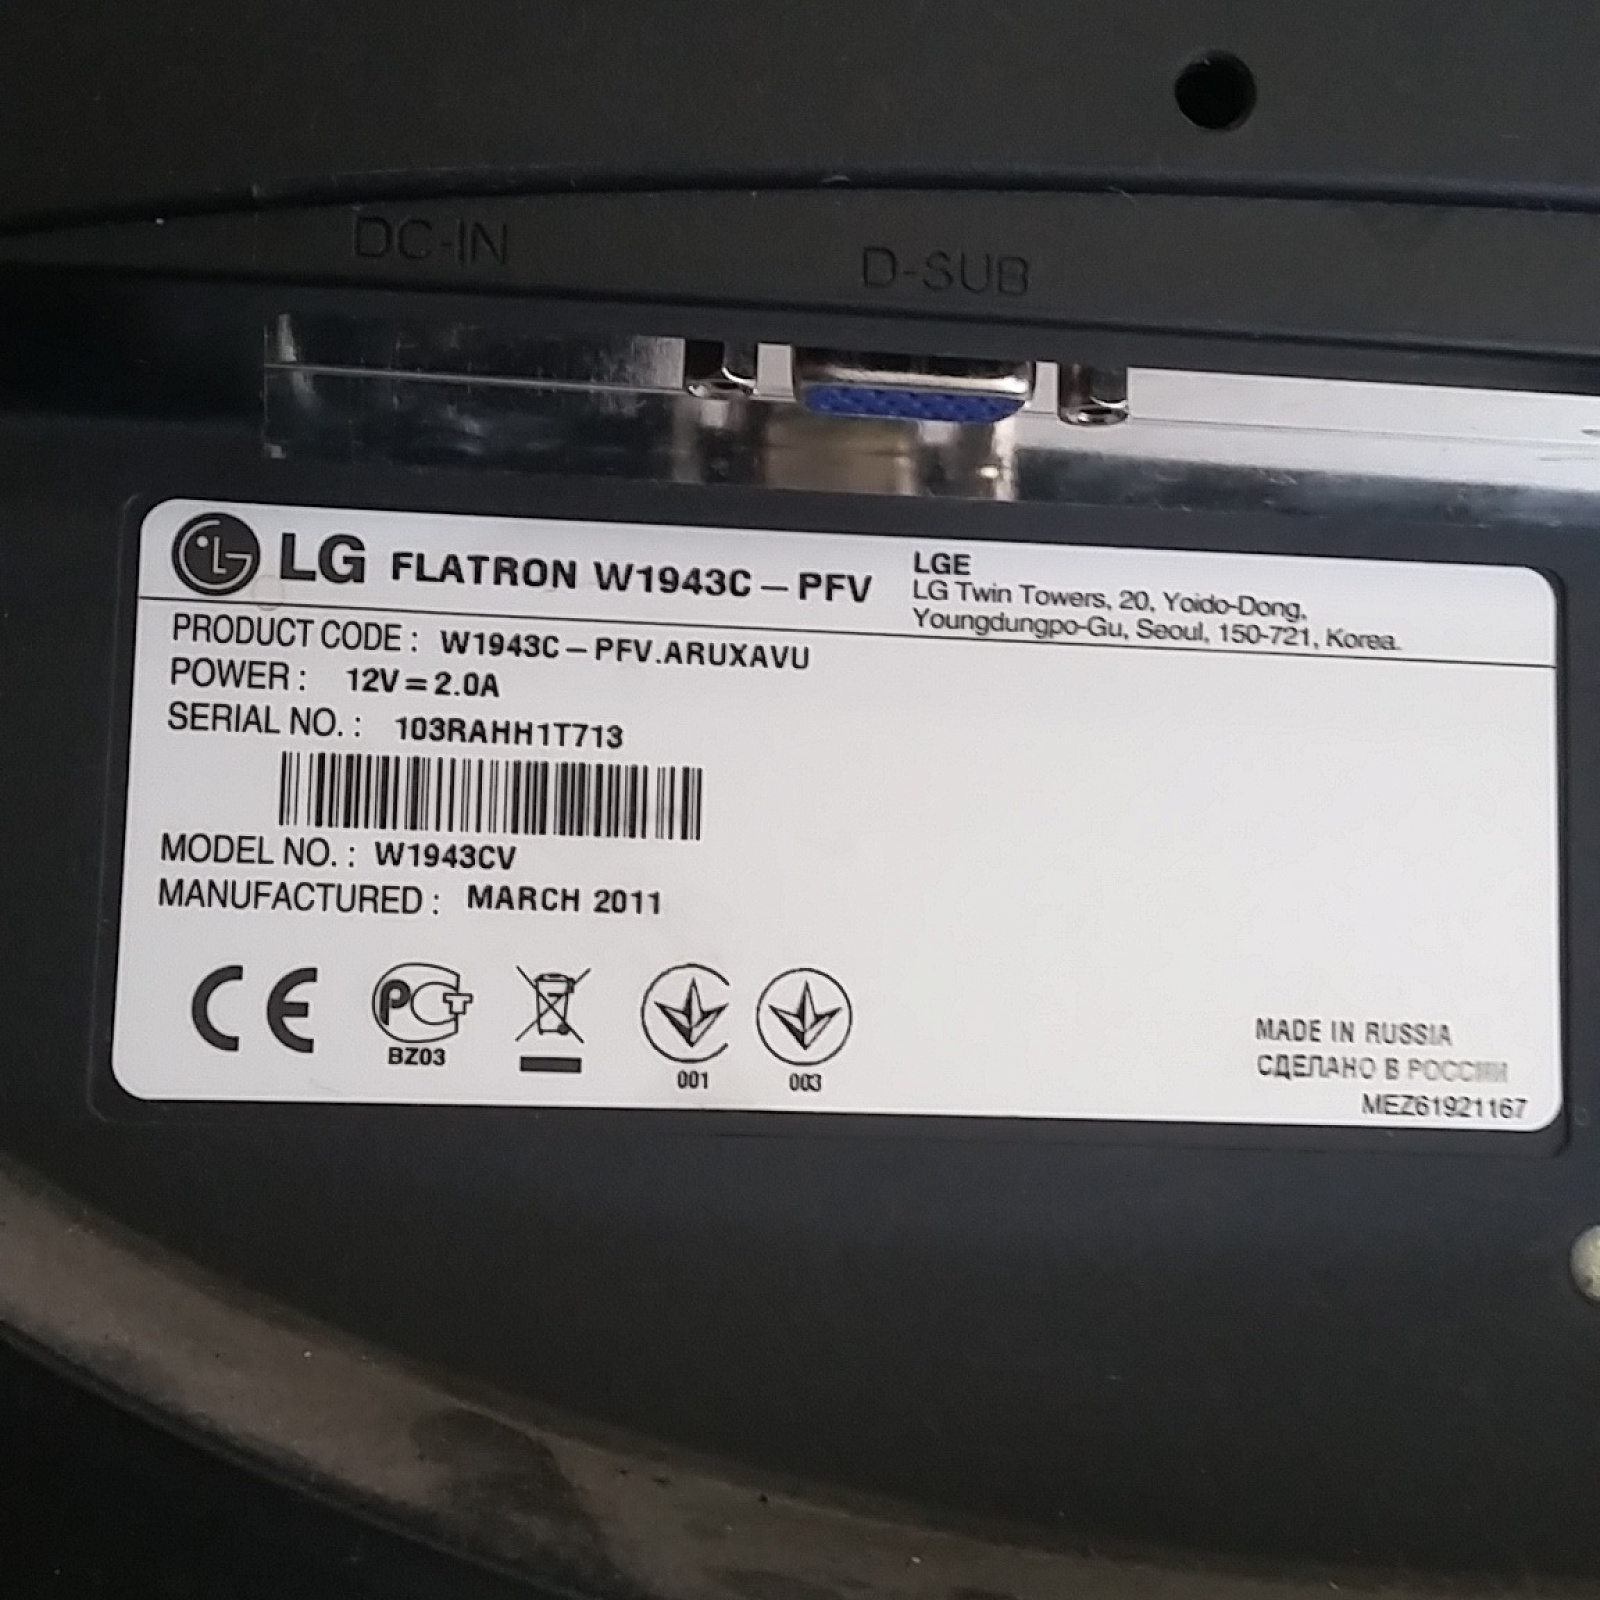 DC-IN
D-SUB
LG FLATRON W1943C-PFV
LGE
LG Twin Towers, 20, Yoido-Dong,
Youngdungpo-Gu, Seoul, 150-721, Korea.
PRODUCT CODE : W1943C-PFV.ARUXAVU
POWER : 12V=2.0A
SERIAL NO. : 103RAHH1T713
MODEL NO. : W1943CV
MANUFACTURED : MARCH 2011
CE
РСТ
BZ03
001
003
MADE IN RUSSIA
СДЕЛАНО В РОССИИ
MEZ61921167